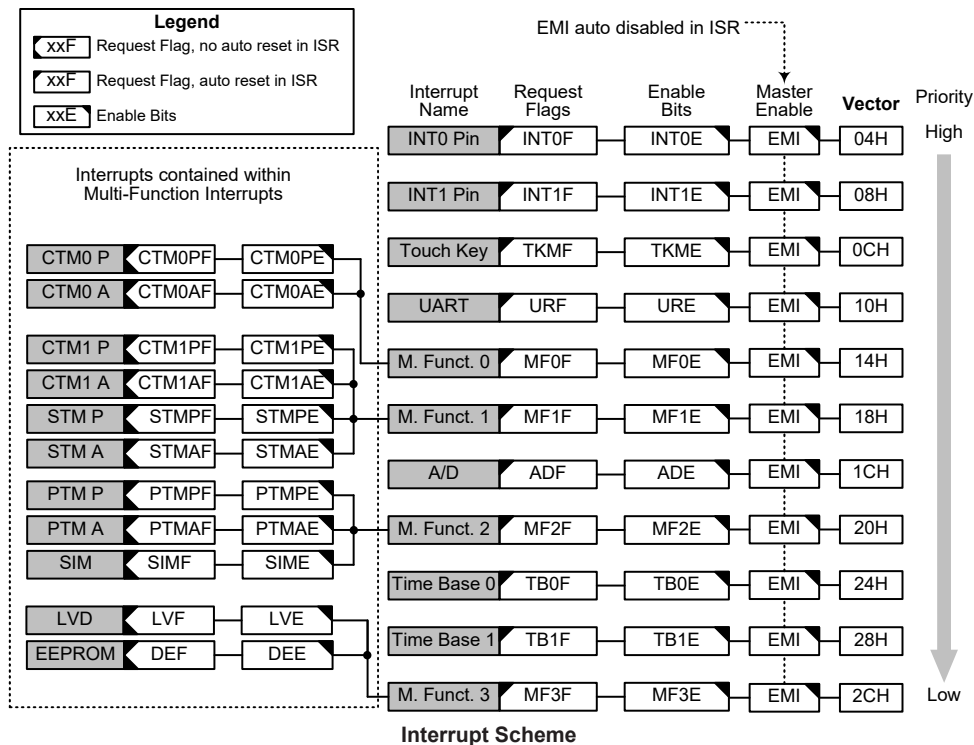 Legend
xxF Request Flag, no auto reset in ISR
xxF Request Flag, auto reset in ISR
xxE Enable Bits
EMI auto disabled in ISR
Interrupt Name Request Flags Enable Bits Master Enable Vector Priority
High
INT0 Pin INT0F INT0E EMI 04H
INT1 Pin INT1F INT1E EMI 08H
Touch Key TKMF TKME EMI 0CH
UART URF URE EMI 10H
M. Funct. 0 MF0F MF0E EMI 14H
M. Funct. 1 MF1F MF1E EMI 18H
A/D ADF ADE EMI 1CH
M. Funct. 2 MF2F MF2E EMI 20H
Time Base 0 TB0F TB0E EMI 24H
Time Base 1 TB1F TB1E EMI 28H
M. Funct. 3 MF3F MF3E EMI 2CH
Low
Interrupts contained within
Multi-Function Interrupts
CTM0 P CTM0PF CTM0PE
CTM0 A CTM0AF CTM0AE
CTM1 P CTM1PF CTM1PE
CTM1 A CTM1AF CTM1AE
STM P STMPF STMPE
STM A STMAF STMAE
PTM P PTMPF PTMPE
PTM A PTMAF PTMAE
SIM SIMF SIME
LVD LVF LVE
EEPROM DEF DEE
Interrupt Scheme